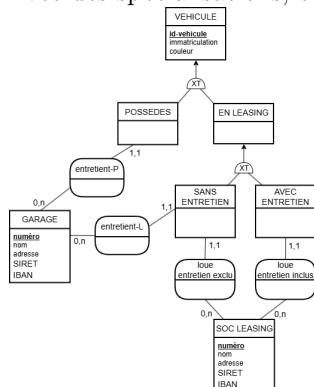 VEHICULE
id-vehicule
immatriculation
couleur
XT
POSSEDES
EN LEASING
1,1
XT
entretient-P
0,n
SANS
ENTRETIEN
AVEC
ENTRETIEN
1,1
entretient-L
GARAGE
0,n
numéro
nom
adresse
SIRET
IBAN
1,1
1,1
loue
entretien exclu
loue
entretien inclus
0,n
0,n
SOC LEASING
numéro
nom
adresse
SIRET
IBAN